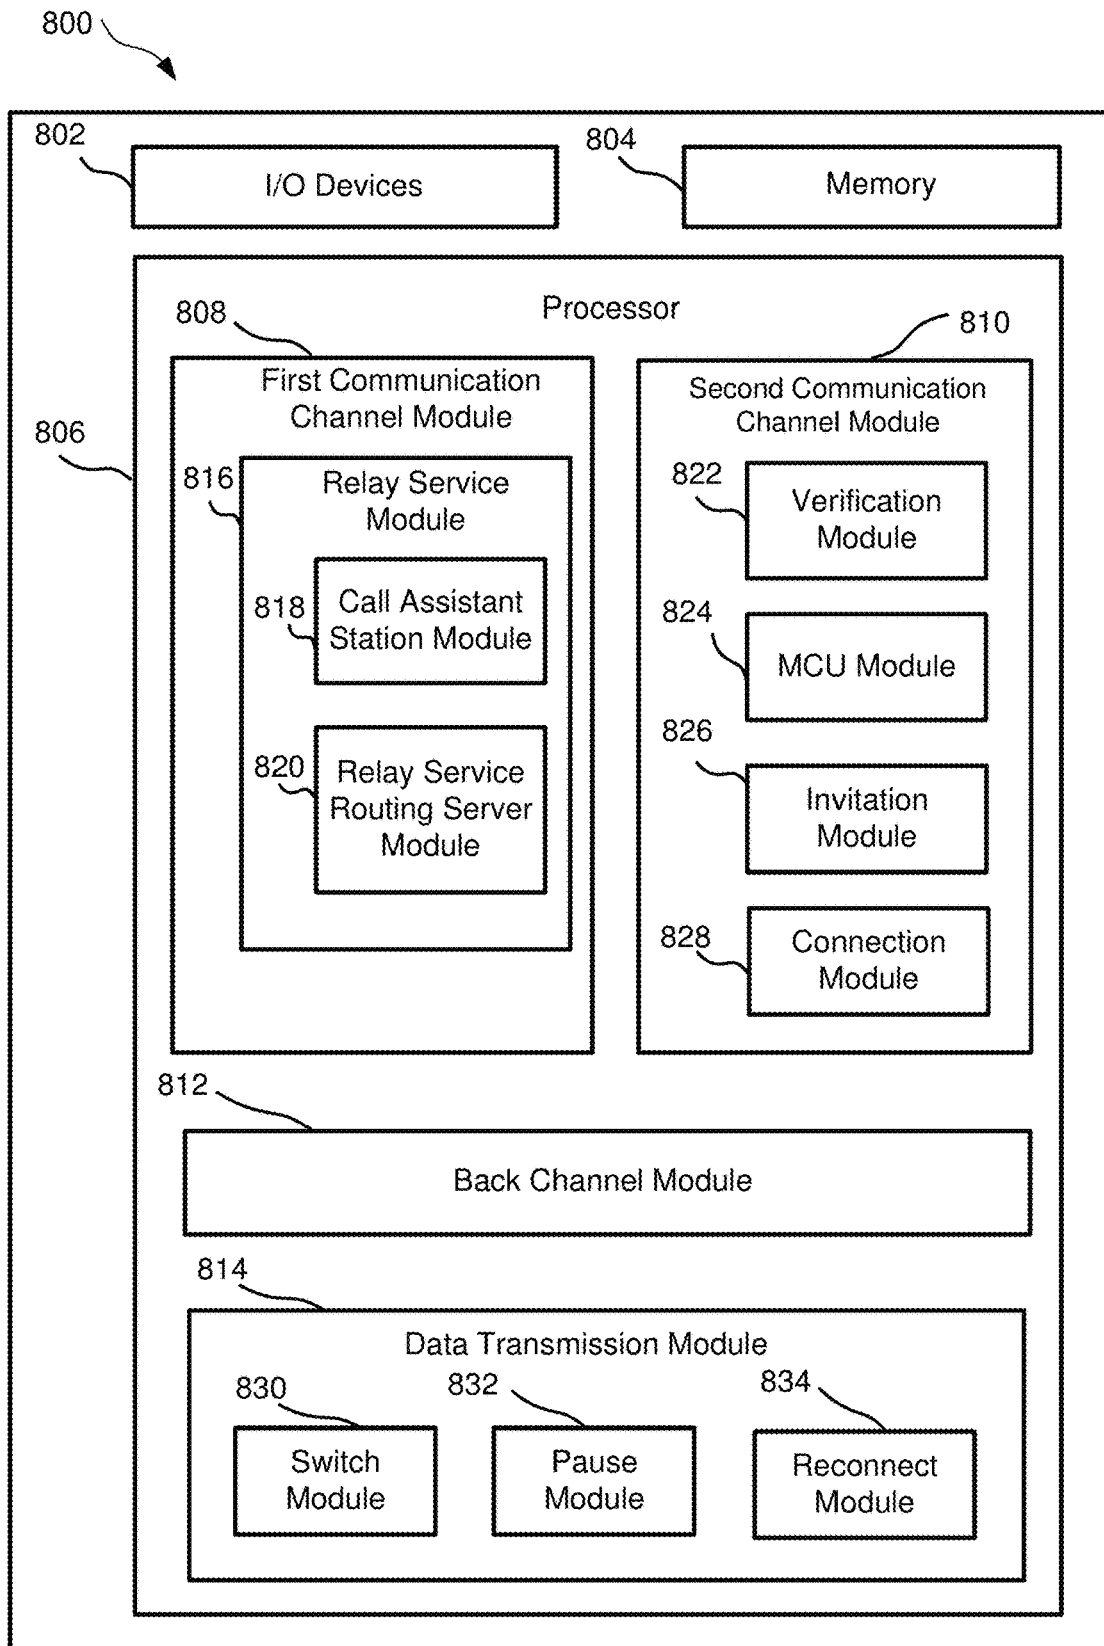 800
802
I/O Devices
804
Memory
806
Processor
808
First Communication
Channel Module
816
Relay Service
Module
818
Call Assistant
Station Module
820
Relay Service
Routing Server
Module
810
Second Communication
Channel Module
822
Verification
Module
824
MCU Module
826
Invitation
Module
828
Connection
Module
812
Back Channel Module
814
Data Transmission Module
830
Switch
Module
832
Pause
Module
834
Reconnect
Module